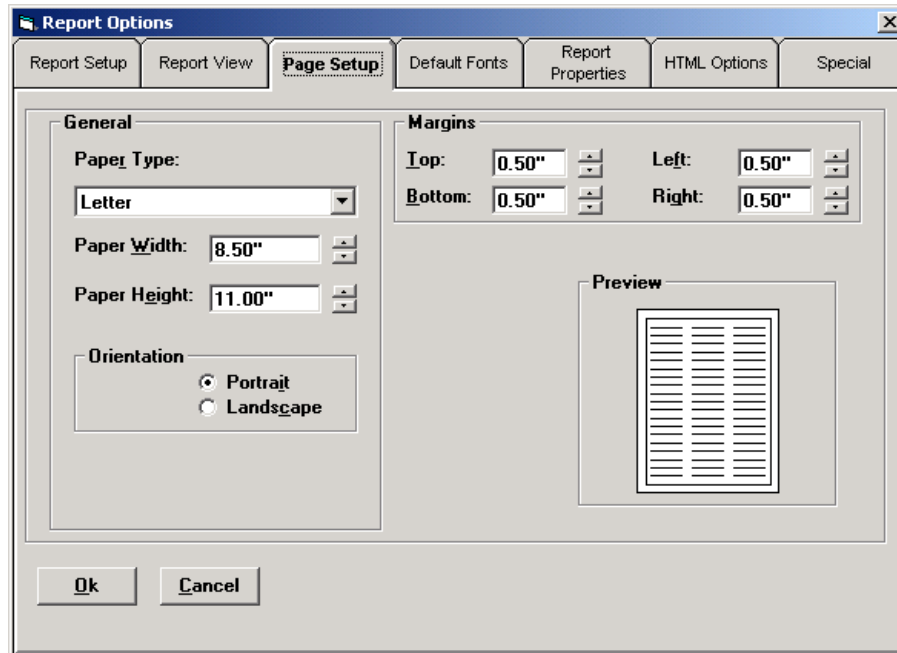 Report Options
Report Setup
Report View
Page Setup
Default Fonts
Report
Properties
HTML Options
Special
General
Paper Type:
Letter
Paper Width: 8.50"
Paper Height: 11.00"
Orientation
Portrait
Landscape
Margins
Top: 0.50" Left: 0.50"
Bottom: 0.50" Right: 0.50"
Preview
Ok
Cancel